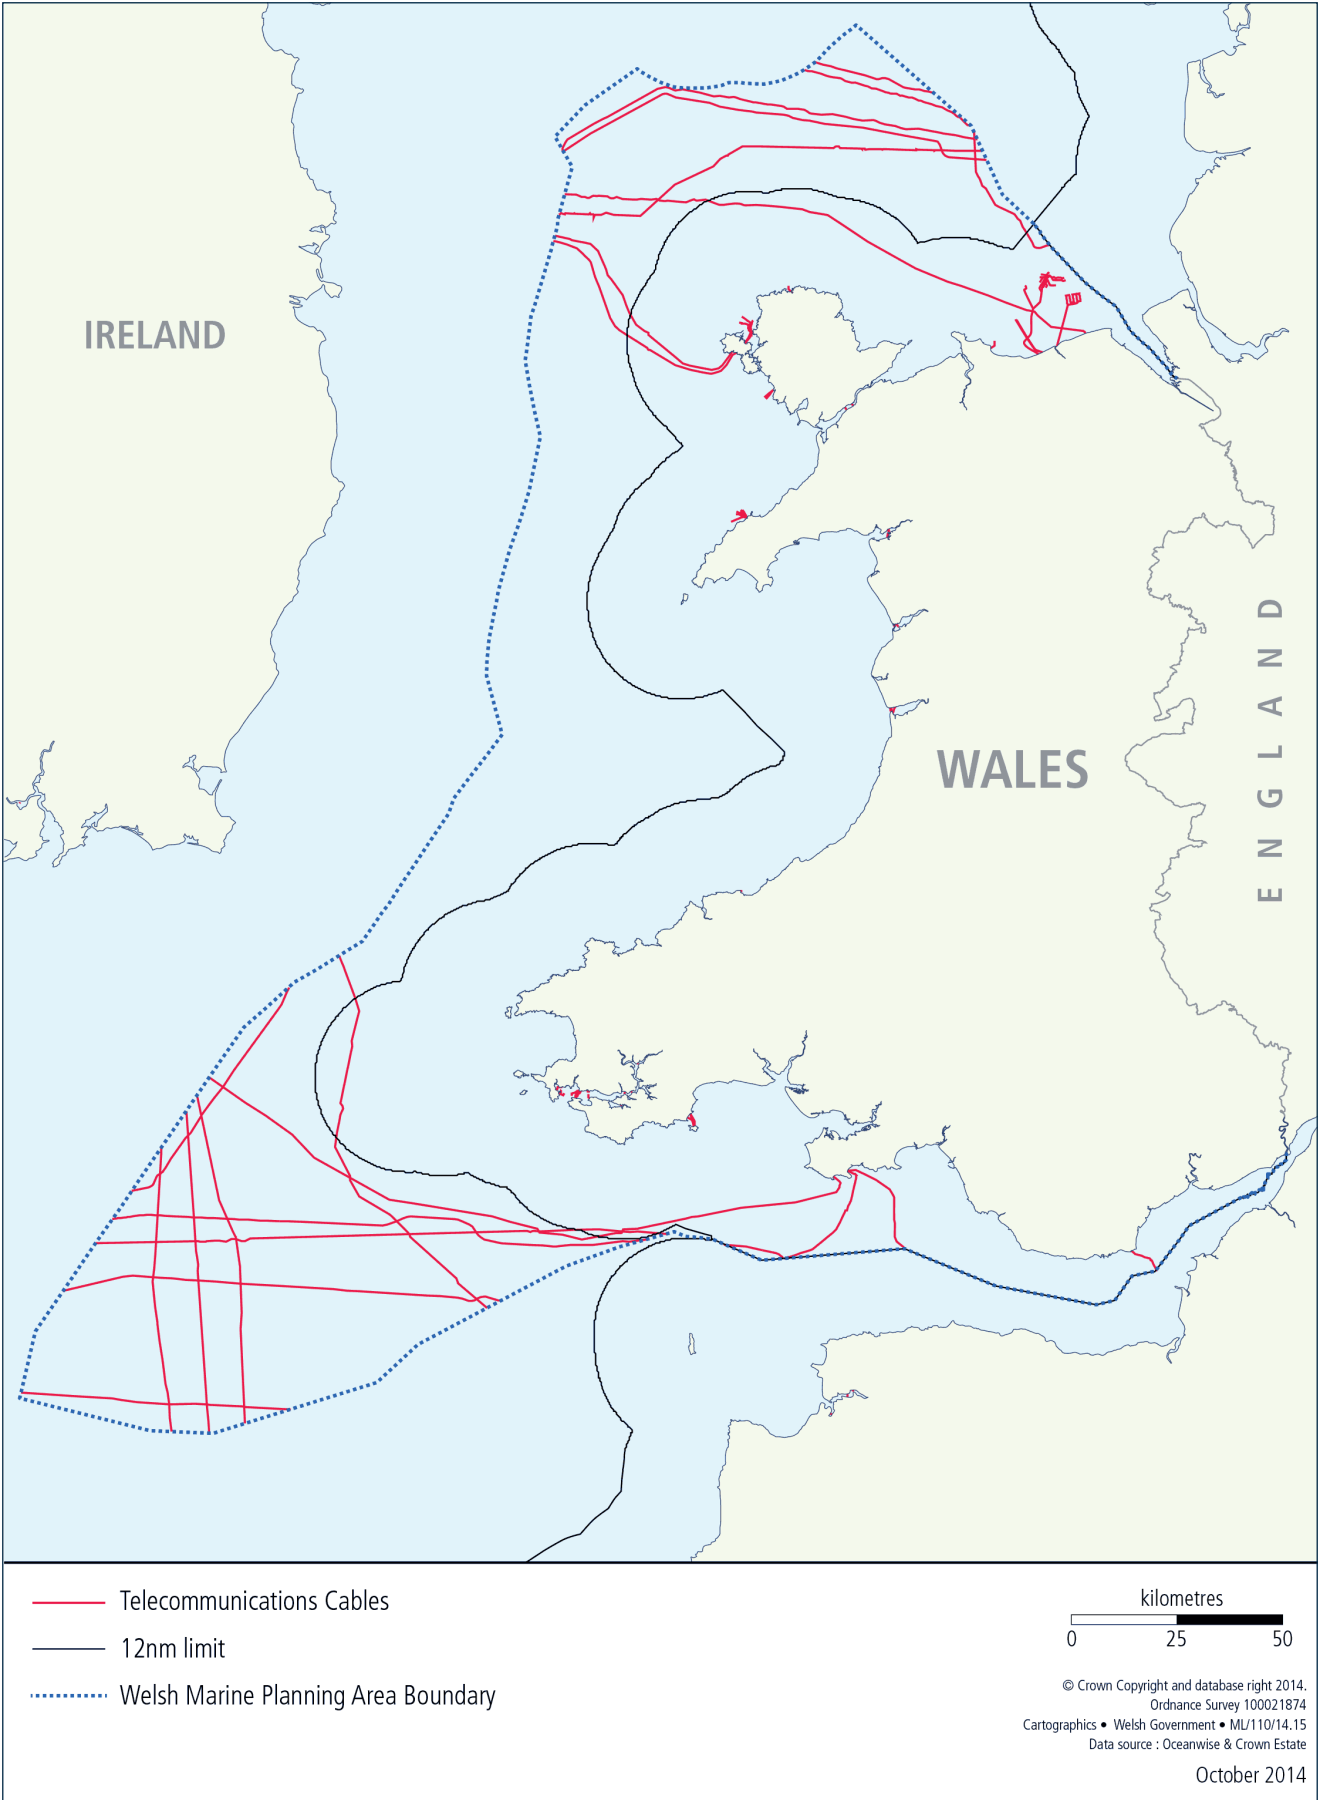 IRELAND
WALES
ENGLAND
Telecommunications Cables
12nm limit
Welsh Marine Planning Area Boundary
kilometres
0 25 50
© Crown Copyright and database right 2014.
Ordnance Survey 100021874
Cartographics • Welsh Government • ML/110/14.15
Data source : Oceanwise & Crown Estate
October 2014